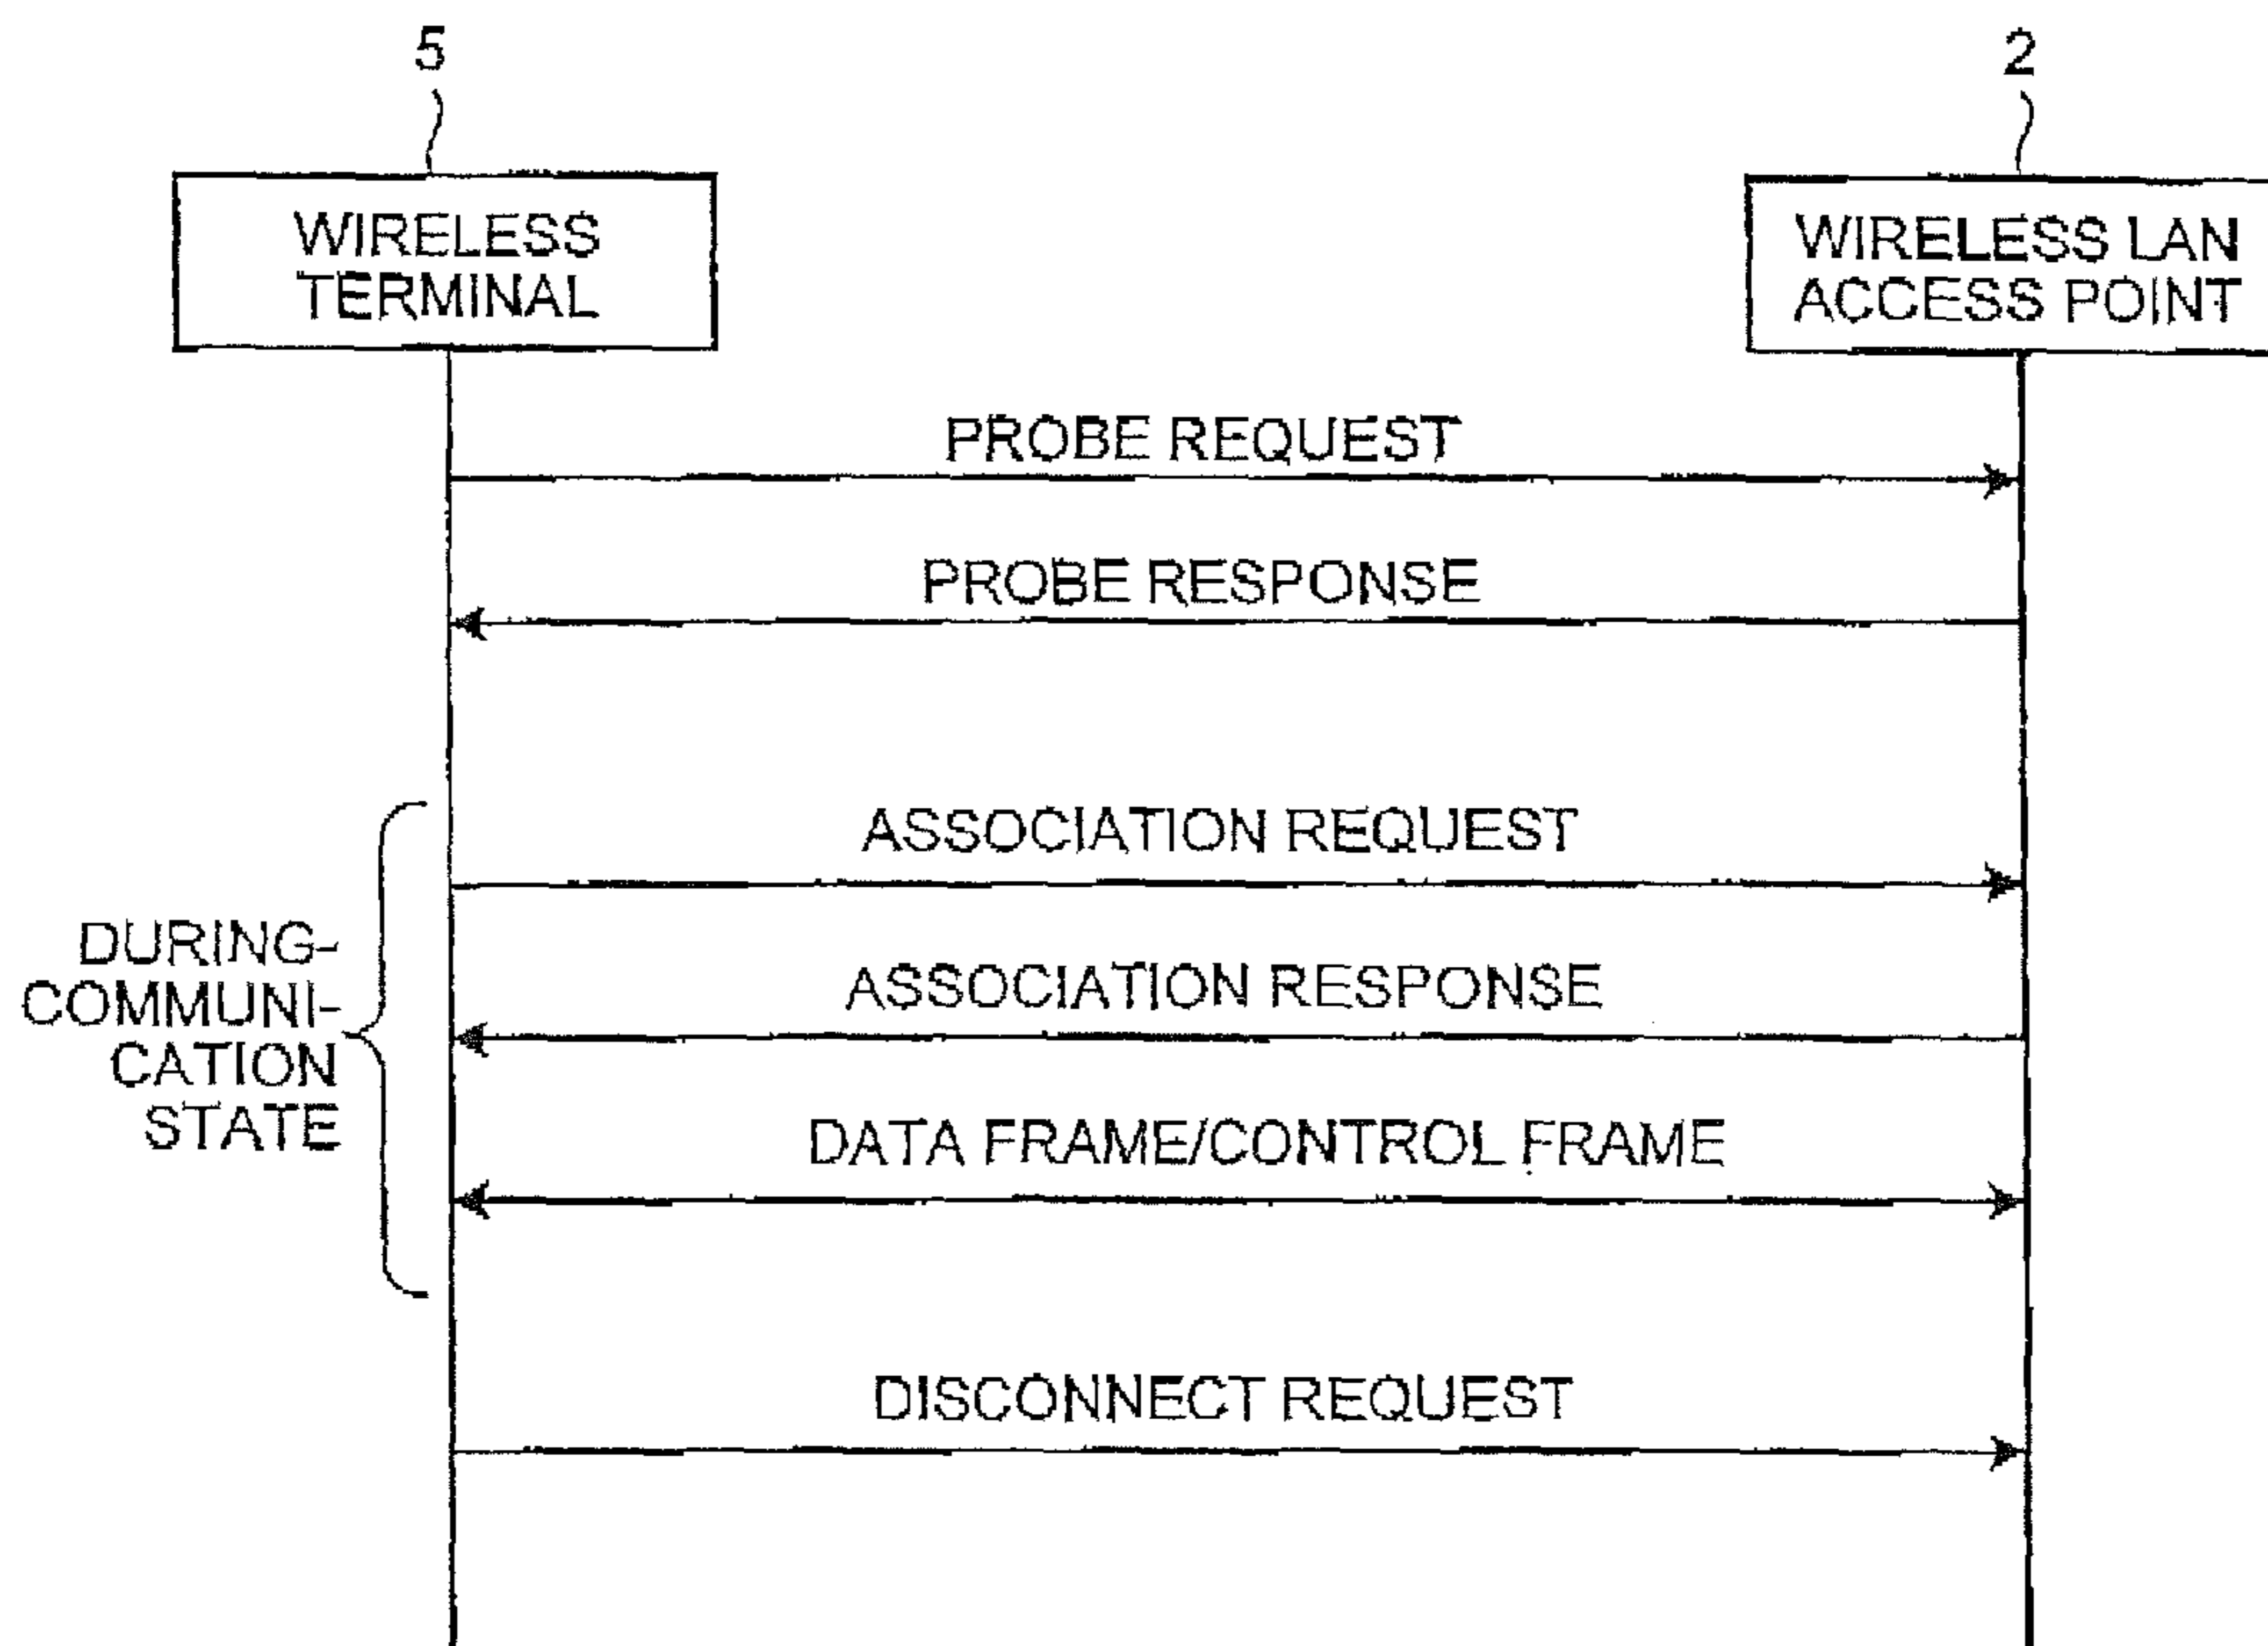 5
2
WIRELESS
TERMINAL
WIRELESS LAN
ACCESS POINT
PROBE REQUEST
PROBE RESPONSE
ASSOCIATION REQUEST
DURING-
COMMUNI-
CATION
STATE
ASSOCIATION RESPONSE
DATA FRAME/CONTROL FRAME
DISCONNECT REQUEST